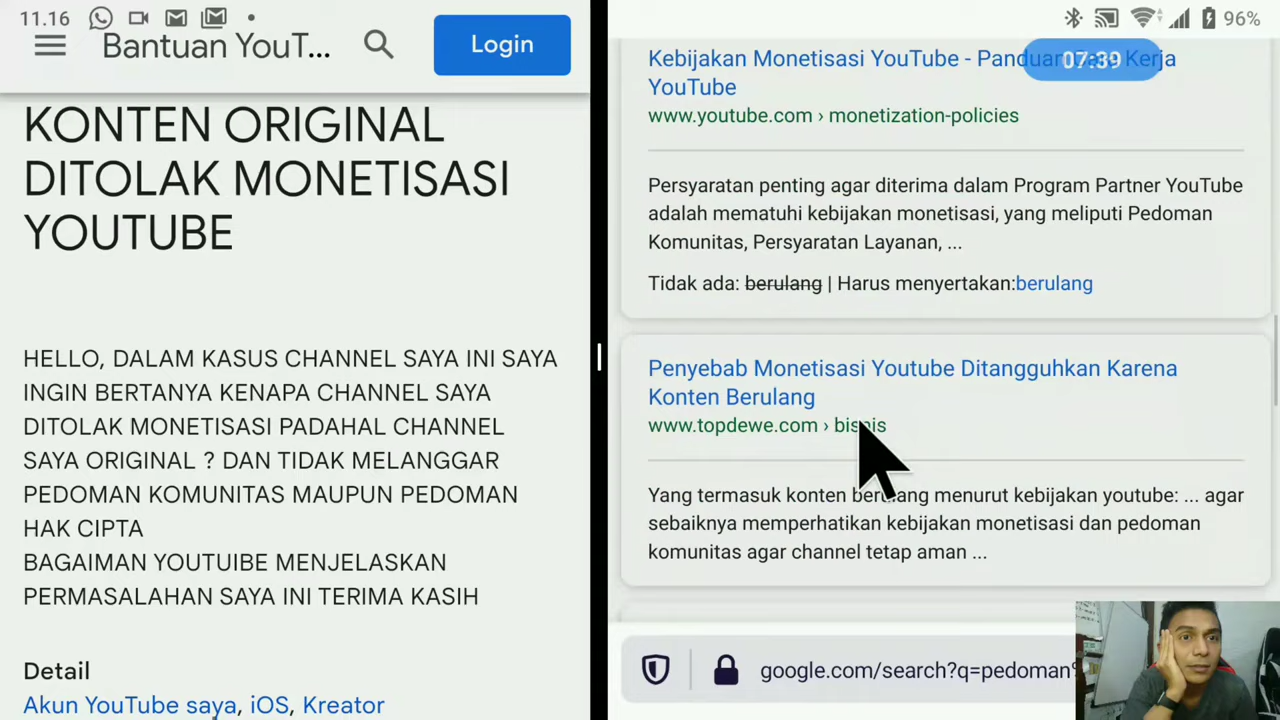 11.16
96%
Bantuan YouT...
Login
KONTEN ORIGINAL
DITOLAK MONETISASI
YOUTUBE
HELLO, DALAM KASUS CHANNEL SAYA INI SAYA
INGIN BERTANYA KENAPA CHANNEL SAYA
DITOLAK MONETISASI PADAHAL CHANNEL
SAYA ORIGINAL ? DAN TIDAK MELANGGAR
PEDOMAN KOMUNITAS MAUPUN PEDOMAN
HAK CIPTA
BAGAIMAN YOUTUIBE MENJELASKAN
PERMASALAHAN SAYA INI TERIMA KASIH
Detail
Akun YouTube saya, iOS, Kreator
07:39
Kebijakan Monetisasi YouTube - Panduan Kerja
YouTube
www.youtube.com › monetization-policies
Persyaratan penting agar diterima dalam Program Partner YouTube
adalah mematuhi kebijakan monetisasi, yang meliputi Pedoman
Komunitas, Persyaratan Layanan, ...
Tidak ada: berulang | Harus menyertakan:berulang
Penyebab Monetisasi Youtube Ditangguhkan Karena
Konten Berulang
www.topdewe.com › bisnis
Yang termasuk konten berulang menurut kebijakan youtube: ... agar
sebaiknya memperhatikan kebijakan monetisasi dan pedoman
komunitas agar channel tetap aman ...
google.com/search?q=pedoman%